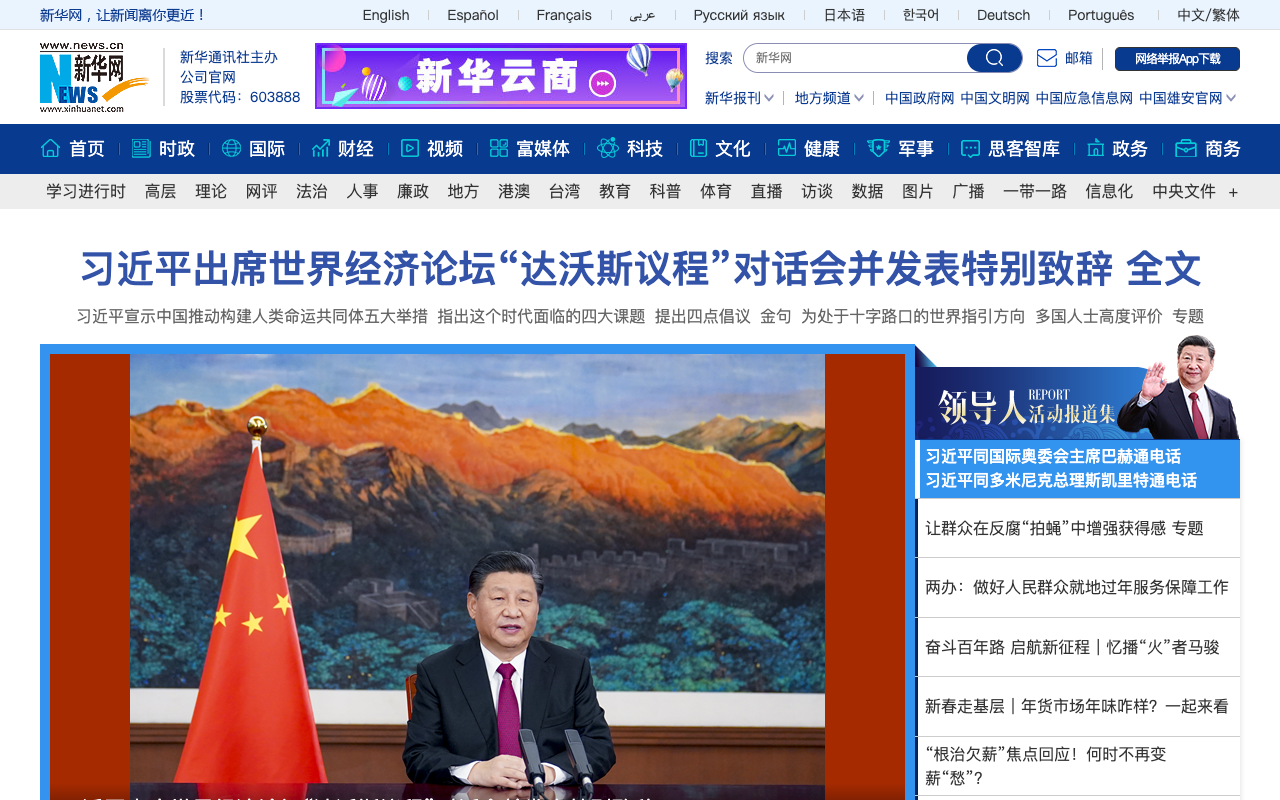 新华网，让新闻离你更近！
English Español Français عربى Русский язык 日本语 한국어 Deutsch Português 中文/繁体
www.news.cn
新华网
NEWS
www.xinhuanet.com
新华通讯社主办
公司官网
股票代码：603888
新华云商
搜索 新华网 邮箱 网络举报App下载
新华报刊 地方频道 中国政府网 中国文明网 中国应急信息网 中国雄安官网
首页 时政 国际 财经 视频 富媒体 科技 文化 健康 军事 思客智库 政务 商务
学习进行时 高层 理论 网评 法治 人事 廉政 地方 港澳 台湾 教育 科普 体育 直播 访谈 数据 图片 广播 一带一路 信息化 中央文件 +
习近平出席世界经济论坛“达沃斯议程”对话会并发表特别致辞 全文
习近平宣示中国推动构建人类命运共同体五大举措 指出这个时代面临的四大课题 提出四点倡议 金句 为处于十字路口的世界指引方向 多国人士高度评价 专题
领导人 REPORT 活动报道集
习近平同国际奥委会主席巴赫通电话
习近平同多米尼克总理斯凯里特通电话
让群众在反腐“拍蝇”中增强获得感 专题
两办：做好人民群众就地过年服务保障工作
奋斗百年路 启航新征程｜忆播“火”者马骏
新春走基层｜年货市场年味咋样？一起来看
“根治欠薪”焦点回应！何时不再变
薪“愁”？